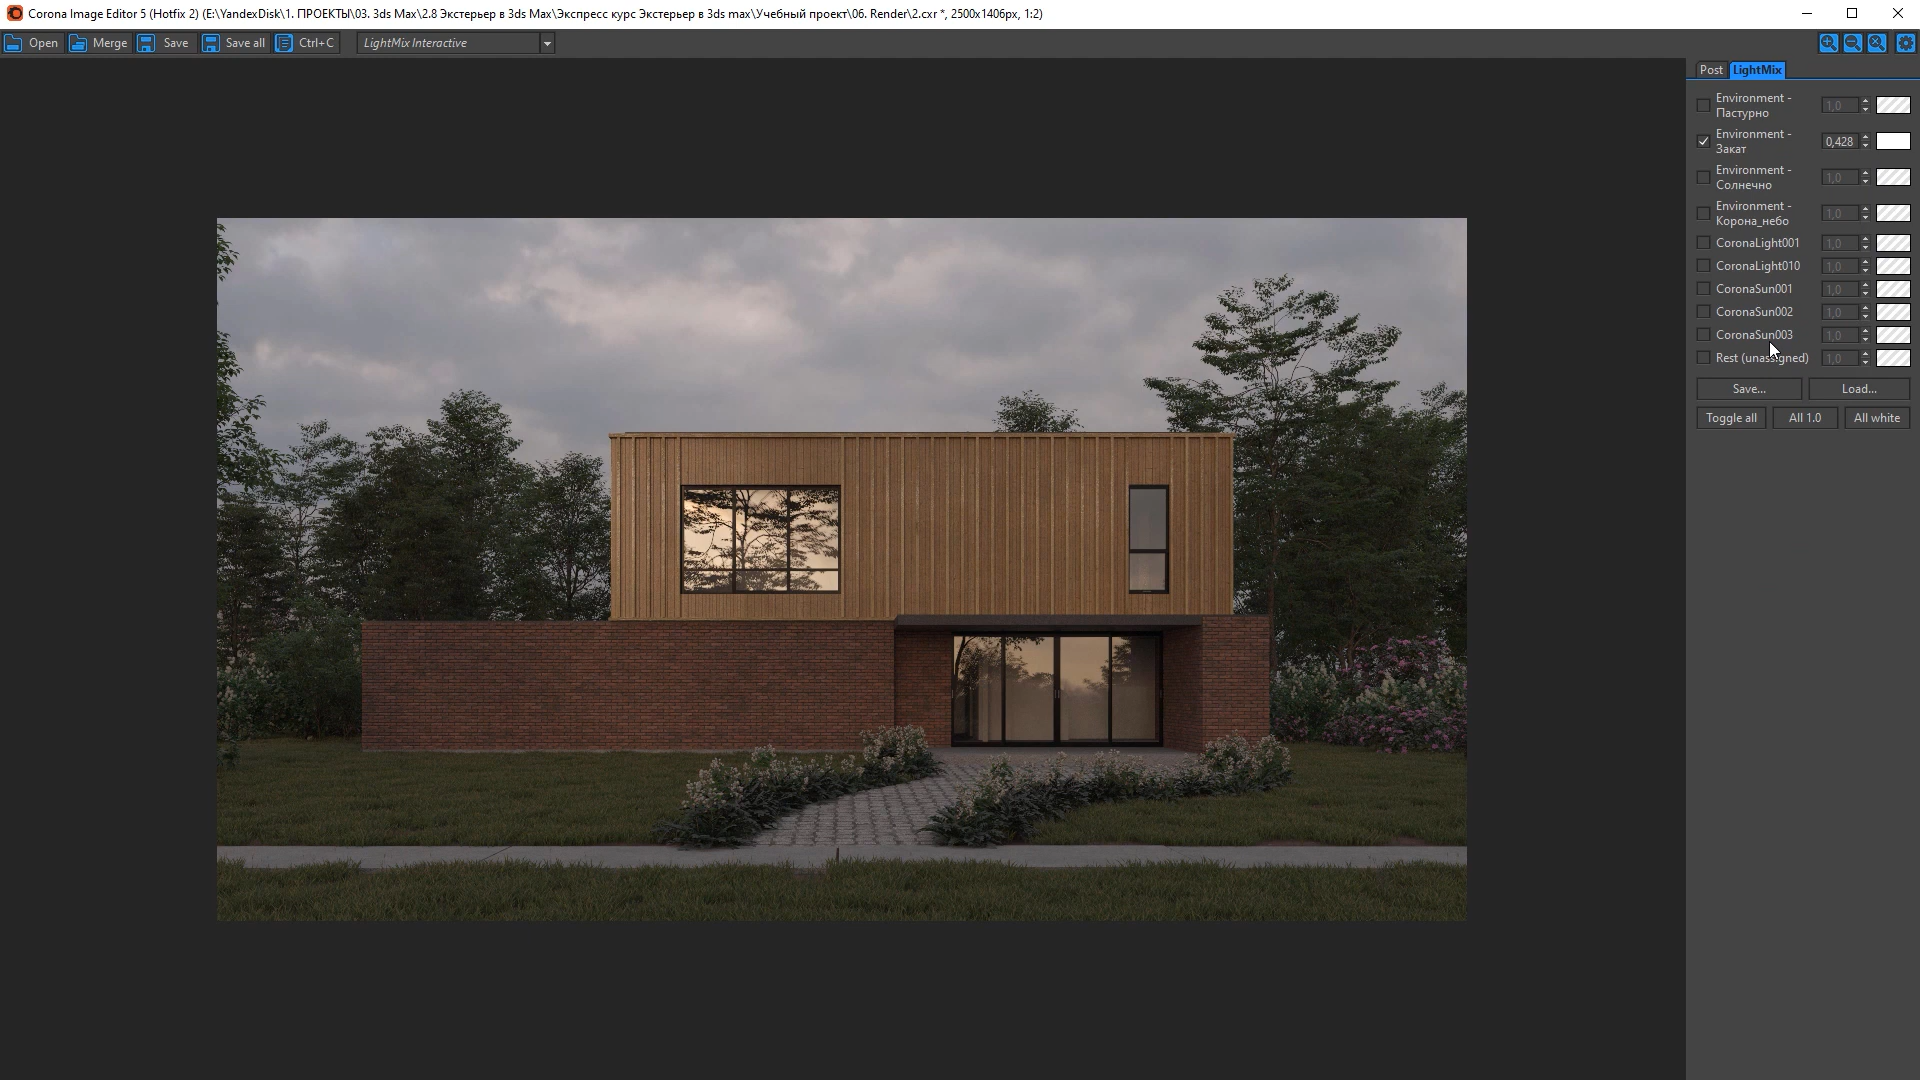 Corona Image Editor 5 (Hotfix 2) (E:\YandexDisk\1. ПРОЕКТЫ\03. 3ds Max\2.8 Экстерьер в 3ds Max\Экспресс курс Экстерьер в 3ds max\Учебный проект\06. Render\2.cxr *, 2500x1406px, 1:2)
Open Merge Save Save all Ctrl+C LightMix Interactive
Post LightMix
Environment -
Пастурно 1,0
Environment -
Закат 0,428
Environment -
Солнечно 1,0
Environment -
Корона_небо 1,0
CoronaLight001 1,0
CoronaLight010 1,0
CoronaSun001 1,0
CoronaSun002 1,0
CoronaSun003 1,0
Rest (unassigned) 1,0
Save... Load...
Toggle all All 1.0 All white